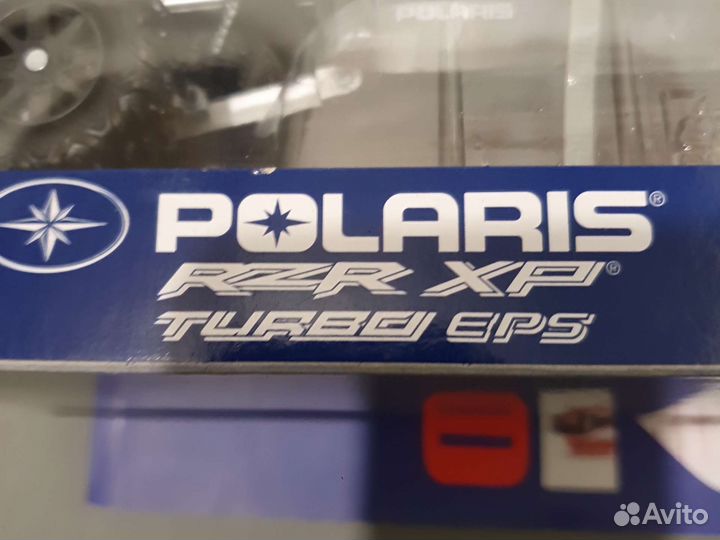 POLARIS
POLARIS®
RZR XP®
TURBO EPS
Avito